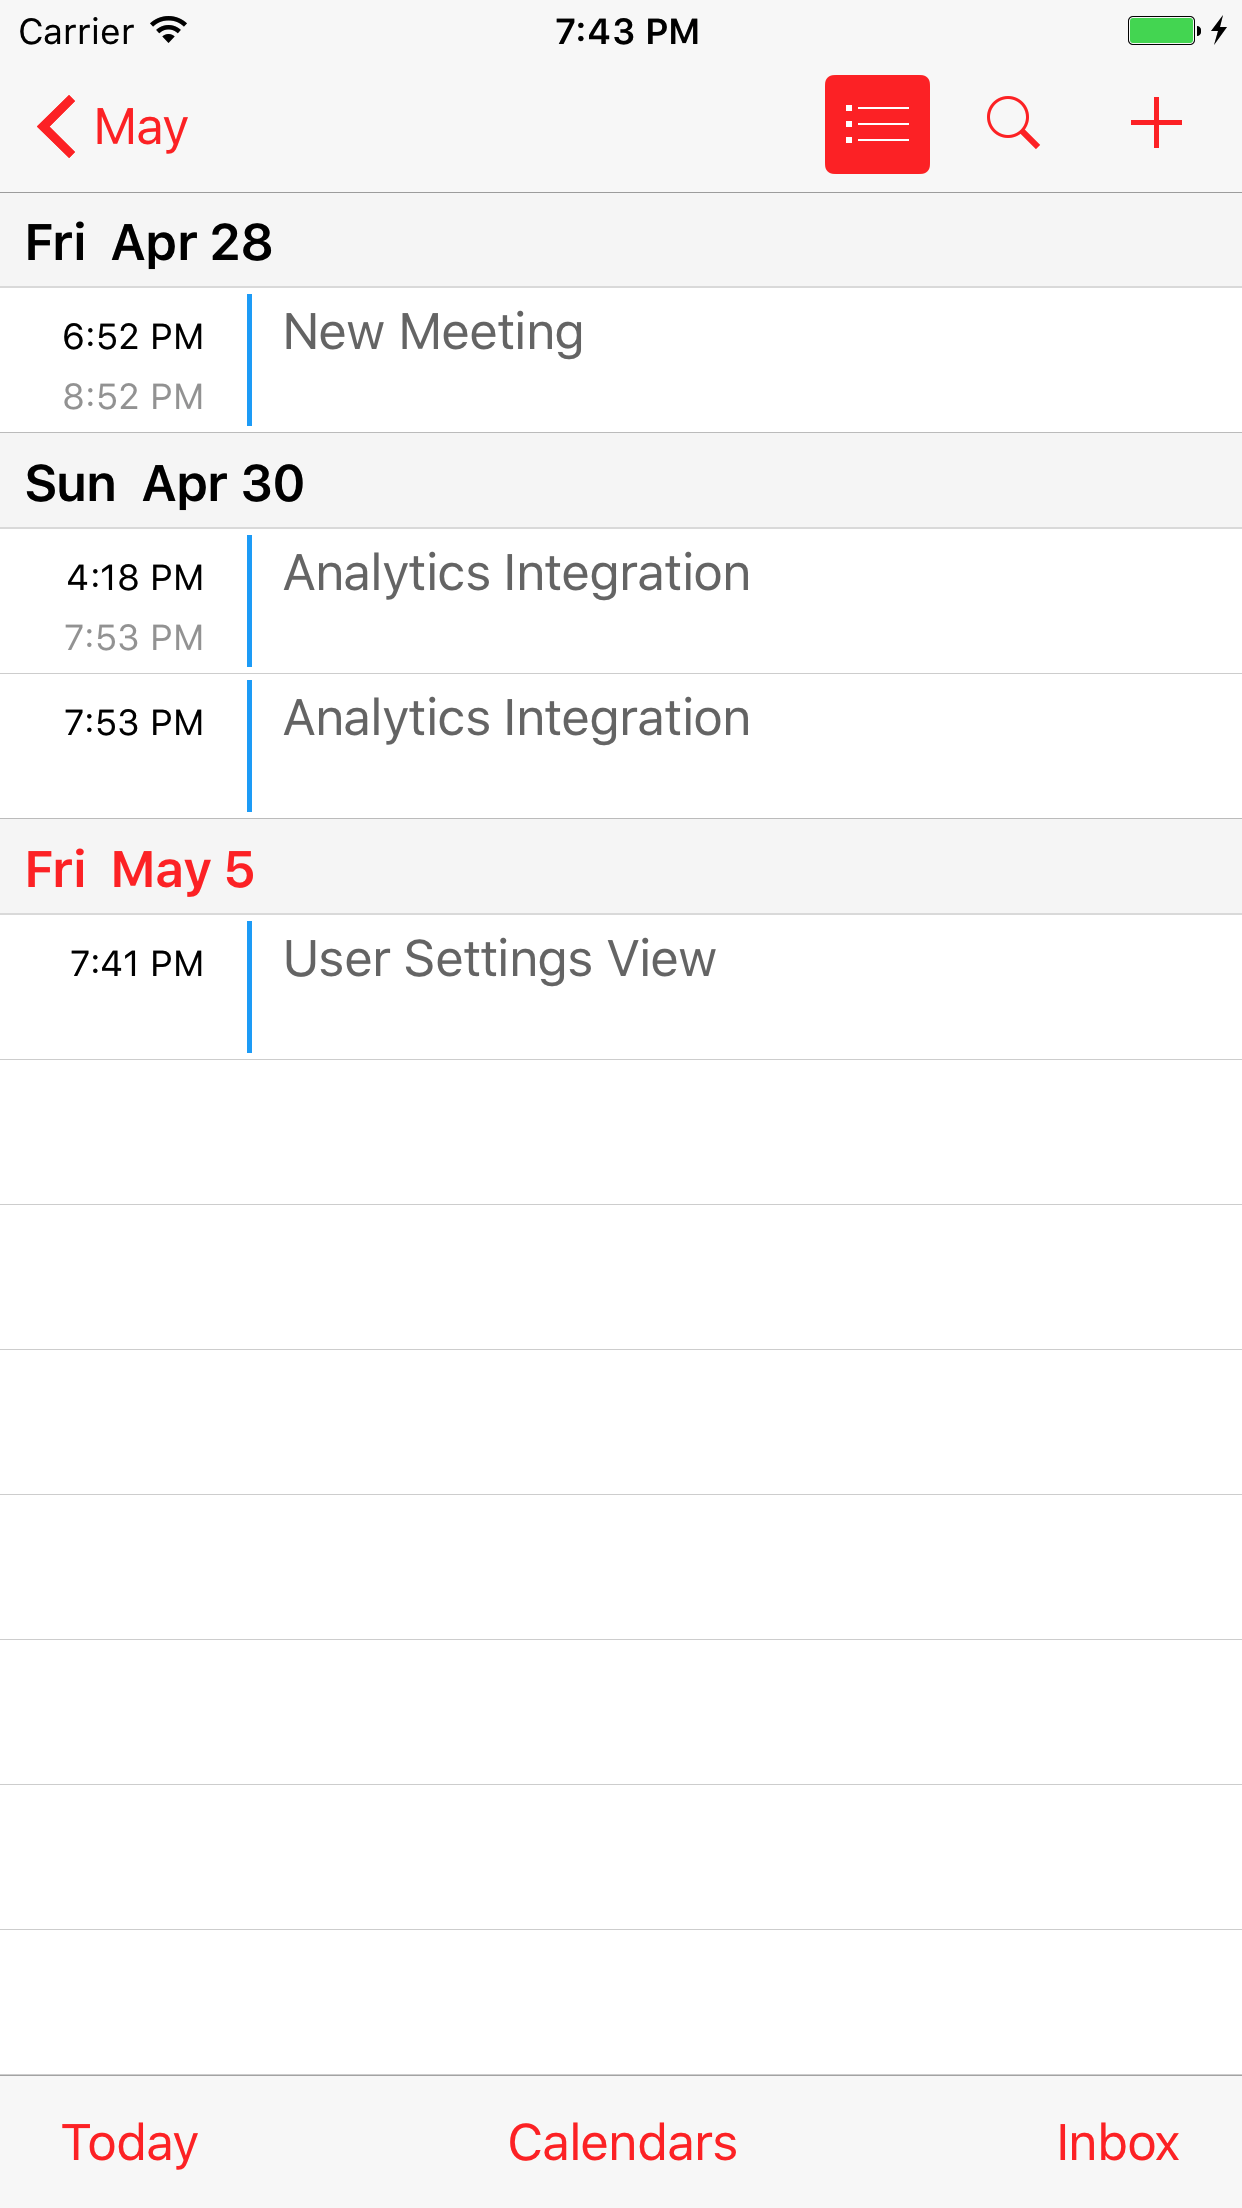 Carrier 7:43 PM
May
Fri Apr 28
6:52 PM New Meeting
8:52 PM
Sun Apr 30
4:18 PM Analytics Integration
7:53 PM
7:53 PM Analytics Integration
Fri May 5
7:41 PM User Settings View
Today Calendars Inbox